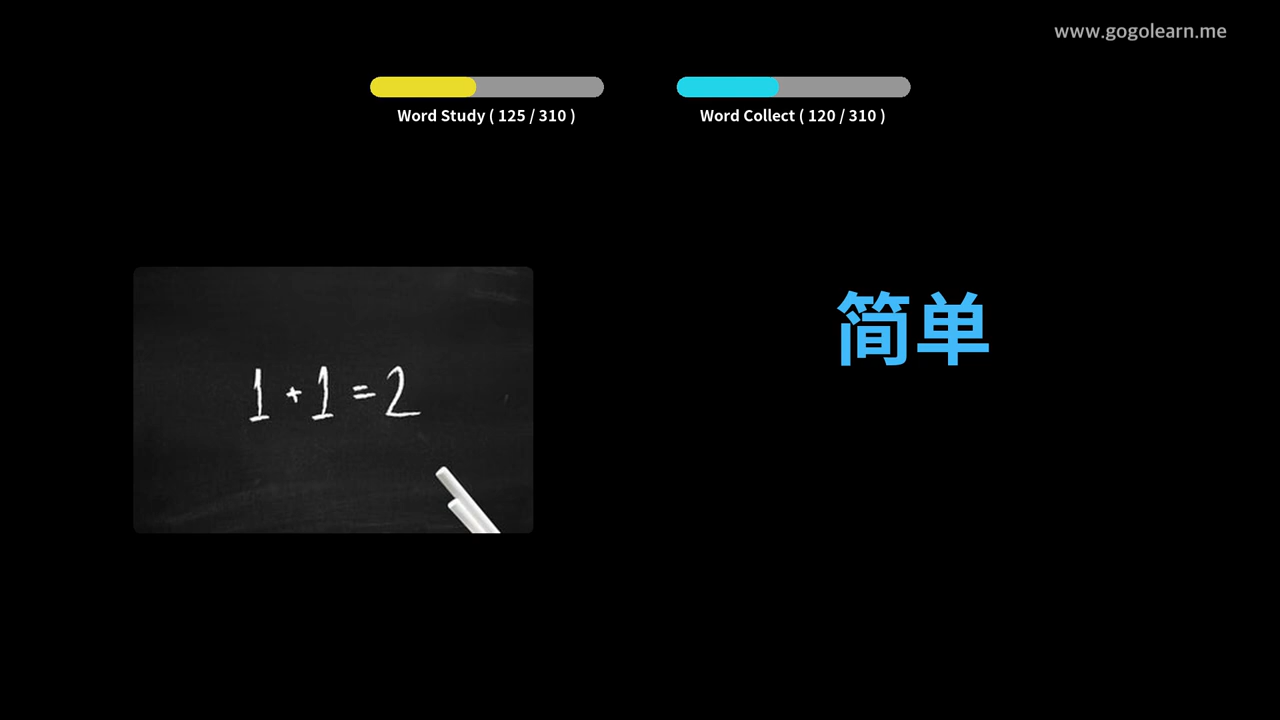 www.gogolearn.me
Word Study ( 125 / 310 )
Word Collect ( 120 / 310 )
简单
1 + 1 = 2